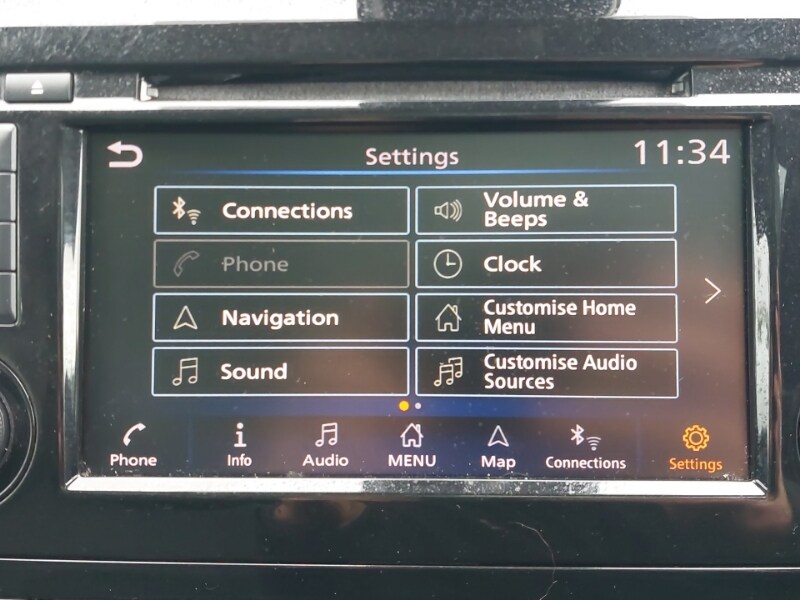 Settings
11:34
Connections
Volume &
Beeps
Phone
Clock
Navigation
Customise Home
Menu
Sound
Customise Audio
Sources
Phone
Info
Audio
MENU
Map
Connections
Settings